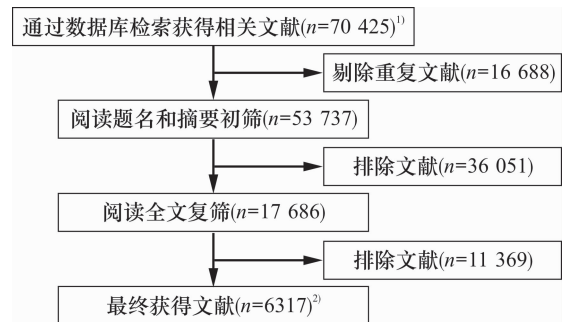 通过数据库检索获得相关文献(n=70 425)1)
剔除重复文献(n=16 688)
阅读题名和摘要初筛(n=53 737)
排除文献(n=36 051)
阅读全文复筛(n=17 686)
排除文献(n=11 369)
最终获得文献(n=6317)2)